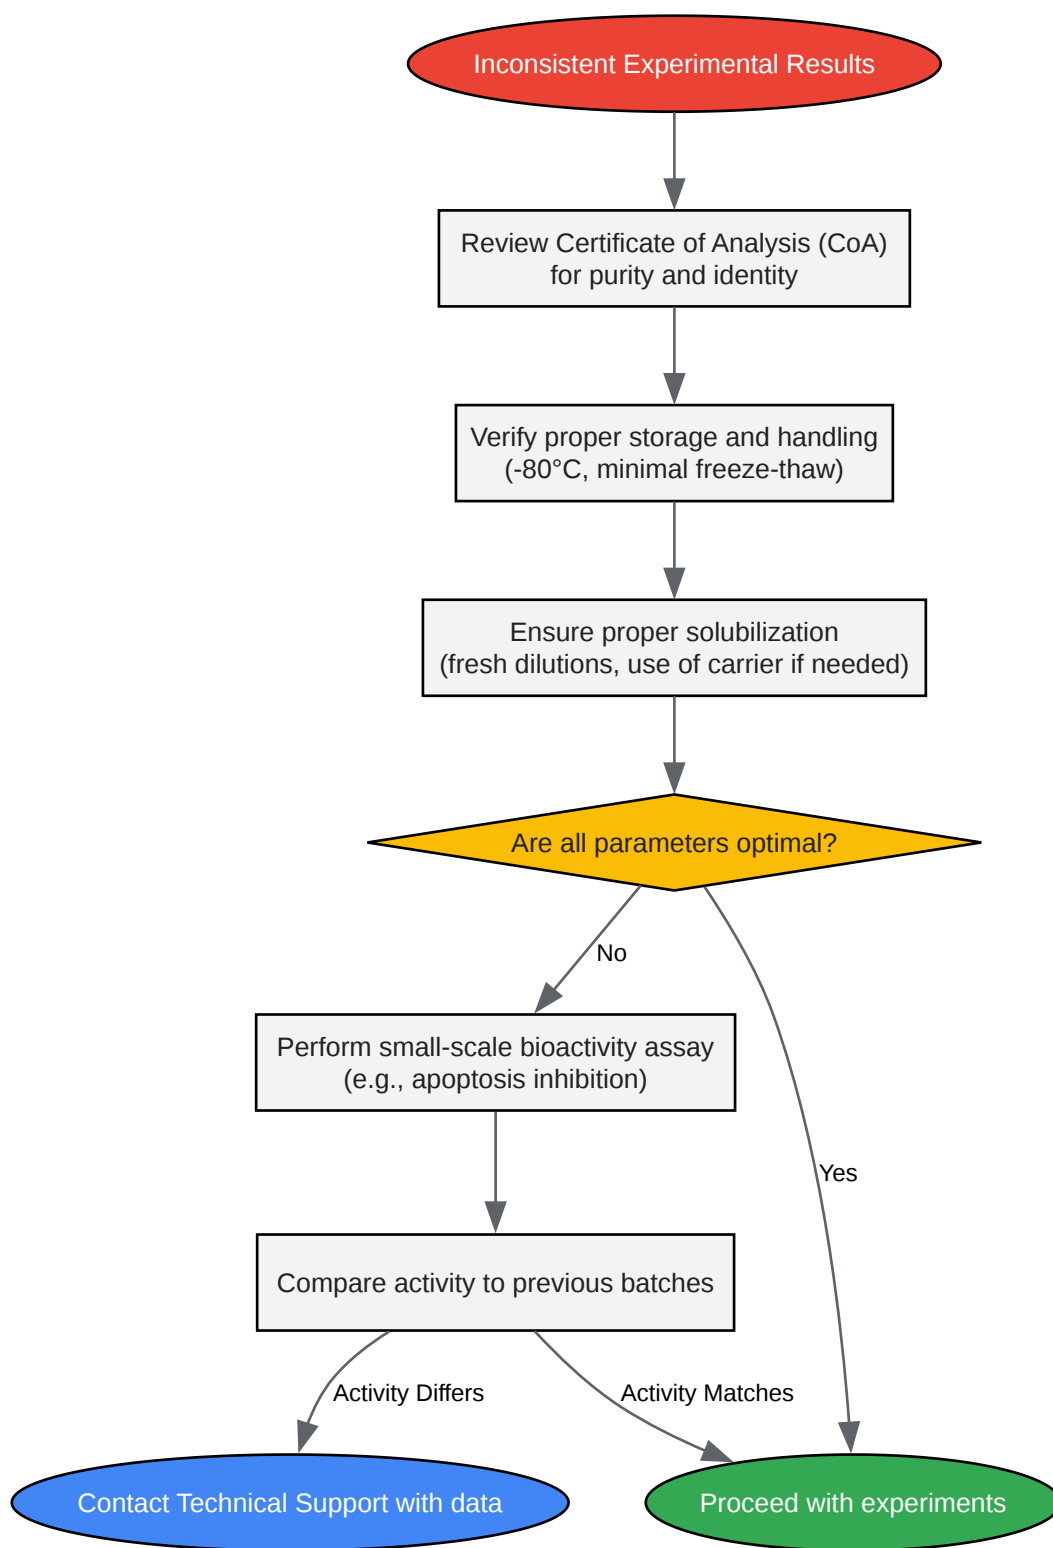 Inconsistent Experimental Results
Review Certificate of Analysis (CoA)
for purity and identity
Verify proper storage and handling
(-80°C, minimal freeze-thaw)
Ensure proper solubilization
(fresh dilutions, use of carrier if needed)
Are all parameters optimal?
No
Perform small-scale bioactivity assay
(e.g., apoptosis inhibition)
Yes
Compare activity to previous batches
Activity Differs
Activity Matches
Contact Technical Support with data
Proceed with experiments